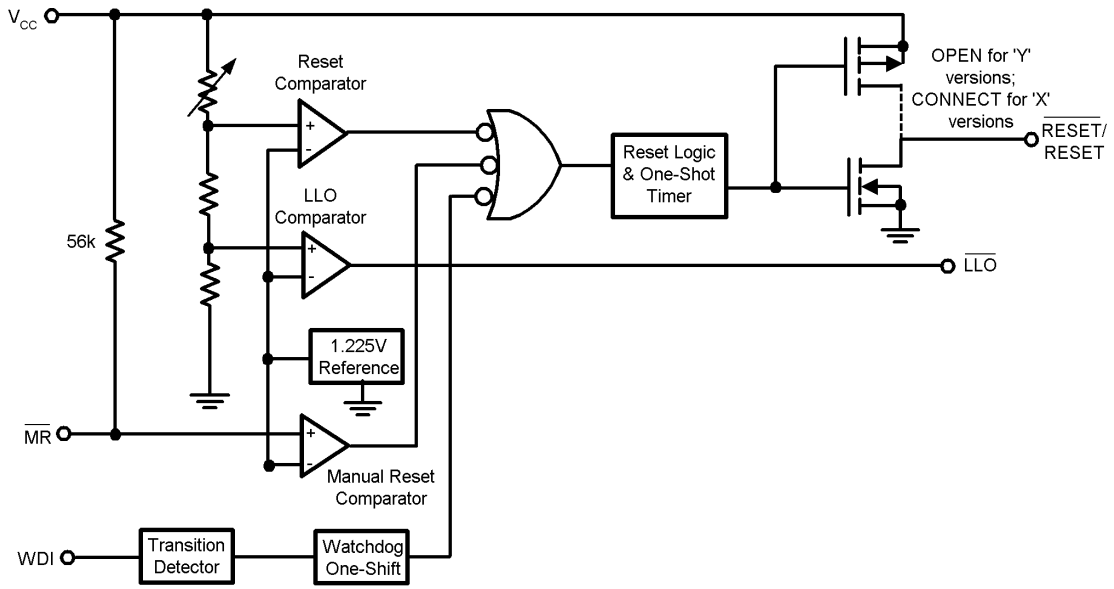 VCC
Reset
Comparator
+
-
OPEN for 'Y'
versions;
CONNECT for 'X'
versions
RESET/
RESET
Reset Logic
& One-Shot
Timer
LLO
Comparator
+
-
56k
LLO
1.225V
Reference
MR
+
-
Manual Reset
Comparator
WDI
Transition
Detector
Watchdog
One-Shift